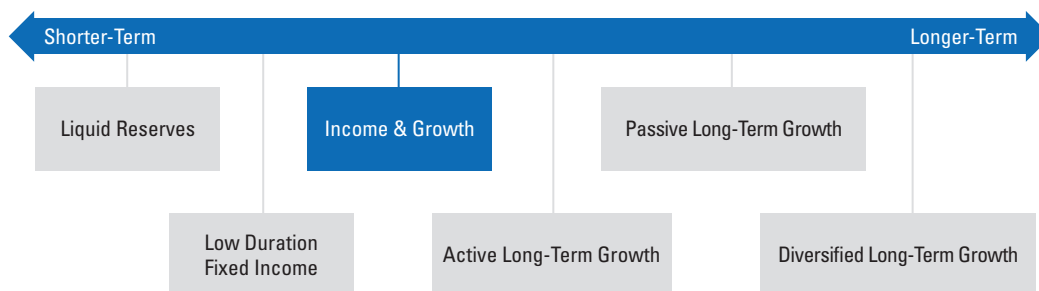 Shorter-Term
Longer-Term
Liquid Reserves
Income & Growth
Passive Long-Term Growth
Low Duration
Fixed Income
Active Long-Term Growth
Diversified Long-Term Growth